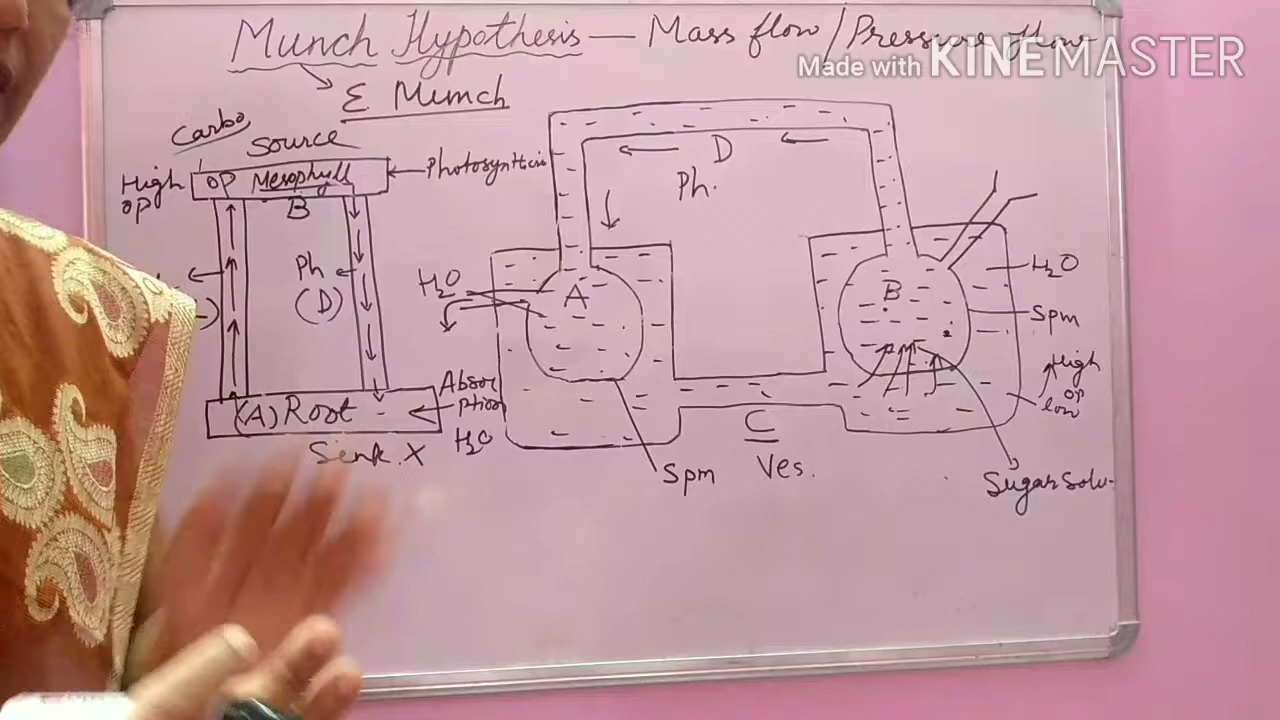 Munch Hypothesis — Mass flow / Pressure flow
Made with KINEMASTER
E Munch
Carbo
Source
High
OP
OP Mesophyll
Photosynthesis
B
Ph
(D)
(A) Root
Absor
ption
H₂O
Sink X
D
Ph.
H₂O
A
Spm
C
Ves.
B
H₂O
Spm
High
OP
low
Sugar Solu-